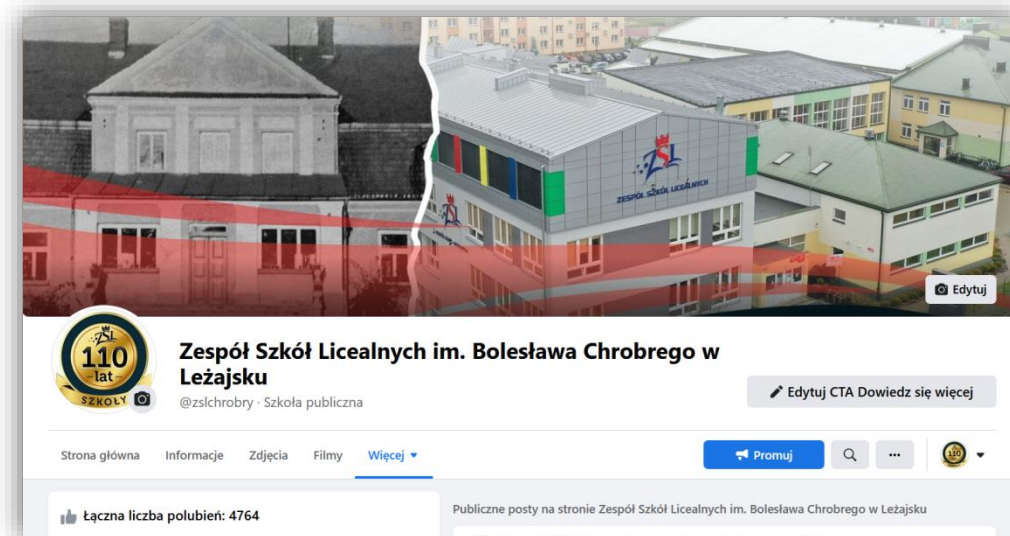 ZSL
ZESPÓŁ SZKÓŁ LICEALNYCH
ZSL
Edytuj
ZSL
110
lat
SZKOŁY
Zespół Szkół Licealnych im. Bolesława Chrobrego w
Leżajsku
@zslchrobry · Szkoła publiczna
Edytuj CTA Dowiedz się więcej
Strona główna
Informacje
Zdjęcia
Filmy
Więcej
Promuj
110
Łączna liczba polubień: 4764
Publiczne posty na stronie Zespół Szkół Licealnych im. Bolesława Chrobrego w Leżajsku